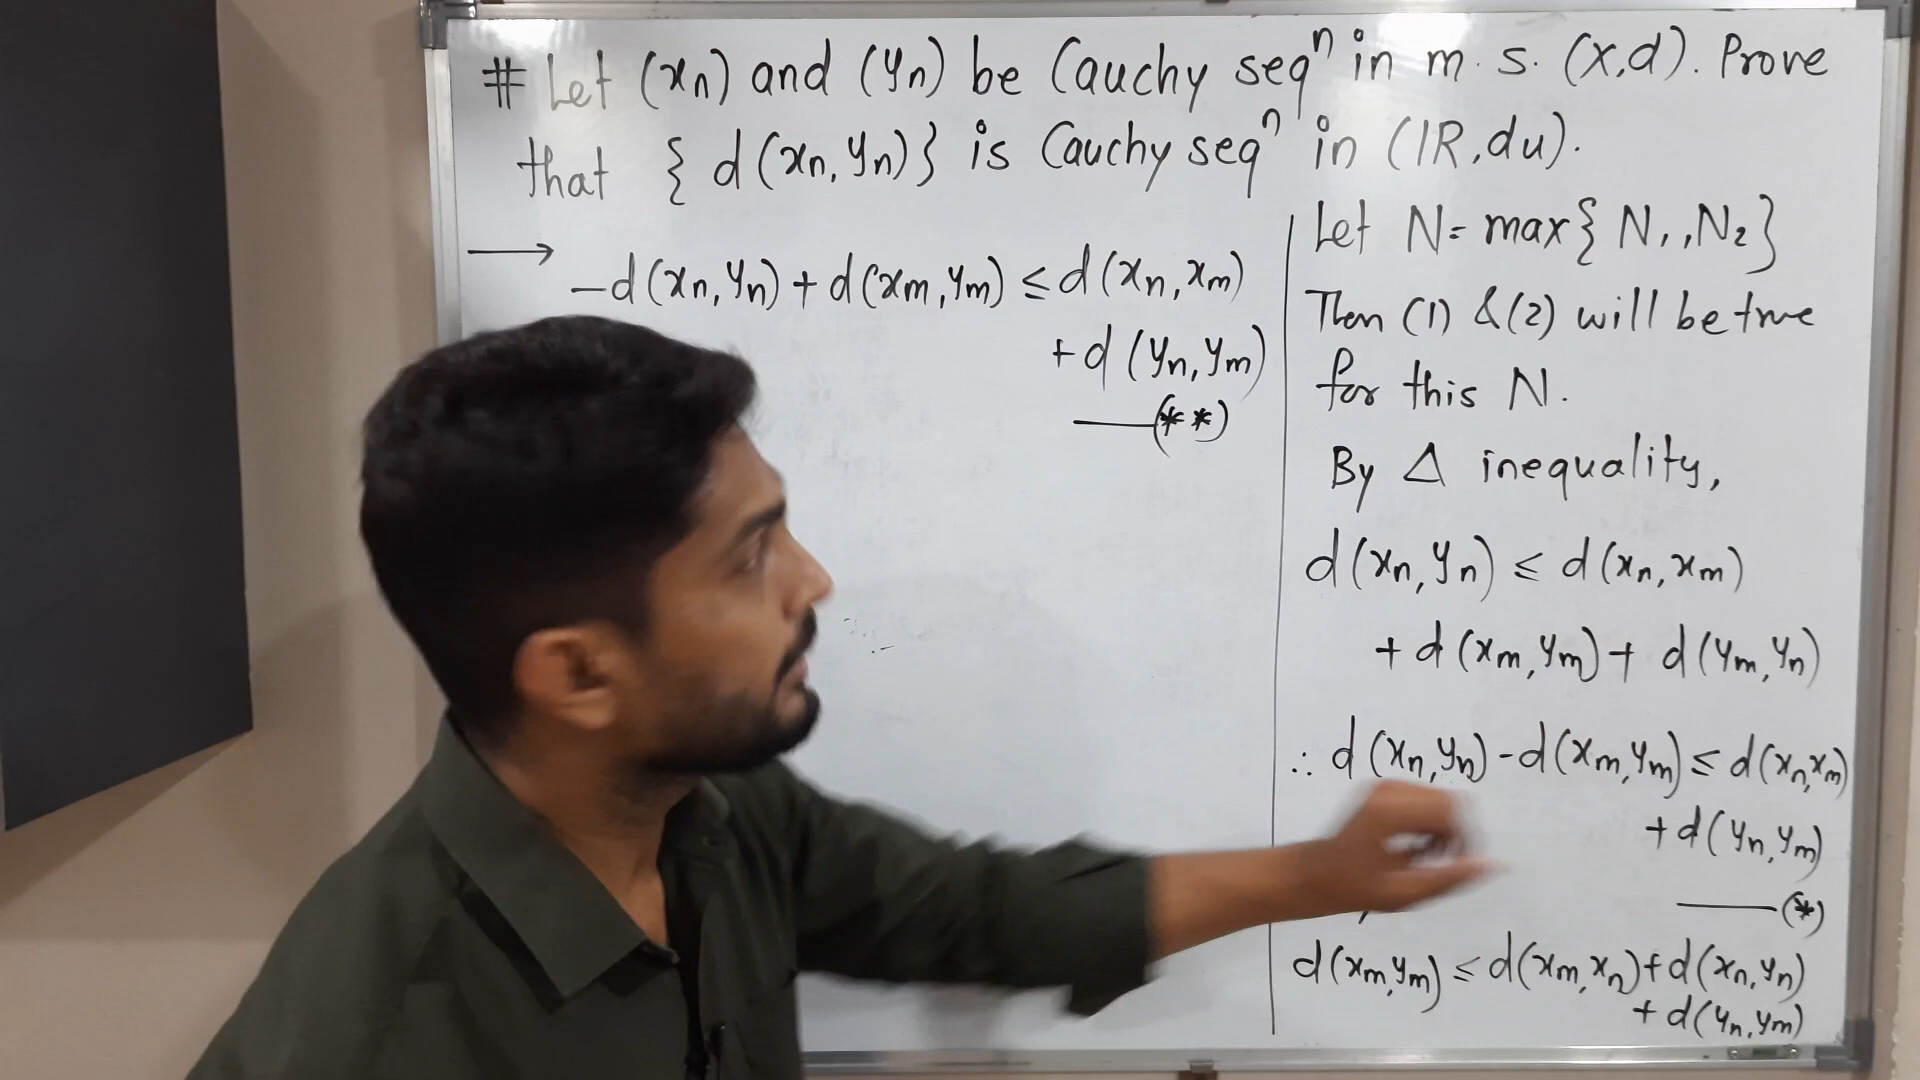 # Let (xn) and (yn) be Cauchy seqⁿ in m. s. (X,d). Prove
that { d(xn, yn)} is Cauchy seqⁿ in (IR, du).
→ -d(xn, yn) + d(xm, ym) ≤ d(xn, xm)
+ d(yn, ym)
——(**)
Let N = max{ N1, N2}
Then (1) &(2) will be true
for this N.
By Δ inequality,
d(xn, yn) ≤ d(xn, xm)
+ d(xm, ym) + d(ym, yn)
∴ d(xn, yn) - d(xm, ym) ≤ d(xn, xm)
+ d(yn, ym)
——(*)
d(xm, ym) ≤ d(xm, xn) + d(xn, yn)
+ d(yn, ym)